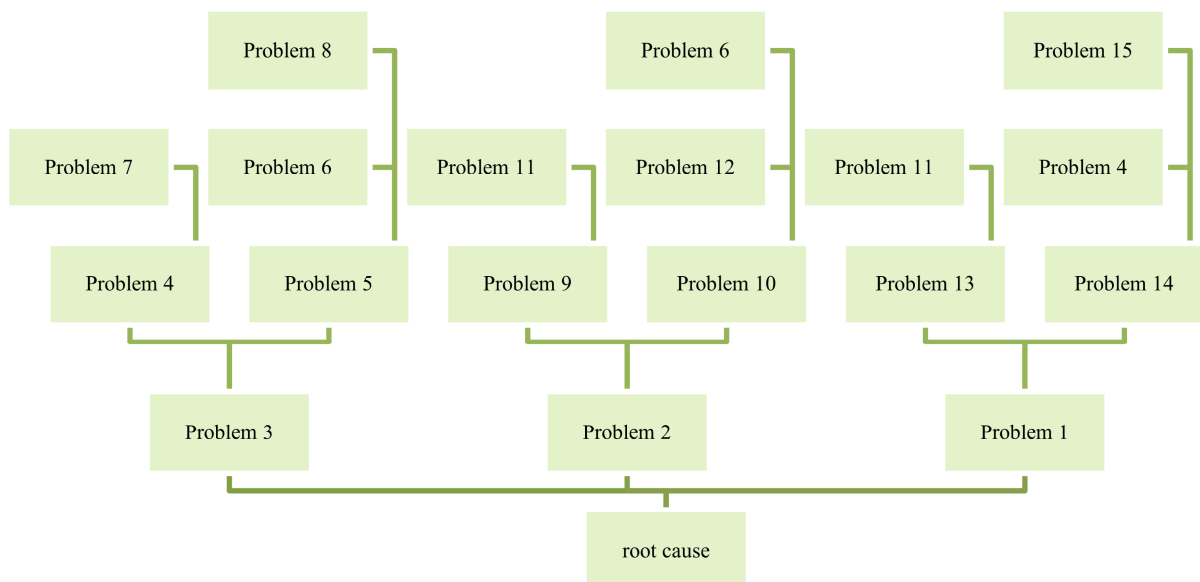 Problem 8
Problem 6
Problem 15
Problem 7
Problem 6
Problem 11
Problem 12
Problem 11
Problem 4
Problem 4
Problem 5
Problem 9
Problem 10
Problem 13
Problem 14
Problem 3
Problem 2
Problem 1
root cause